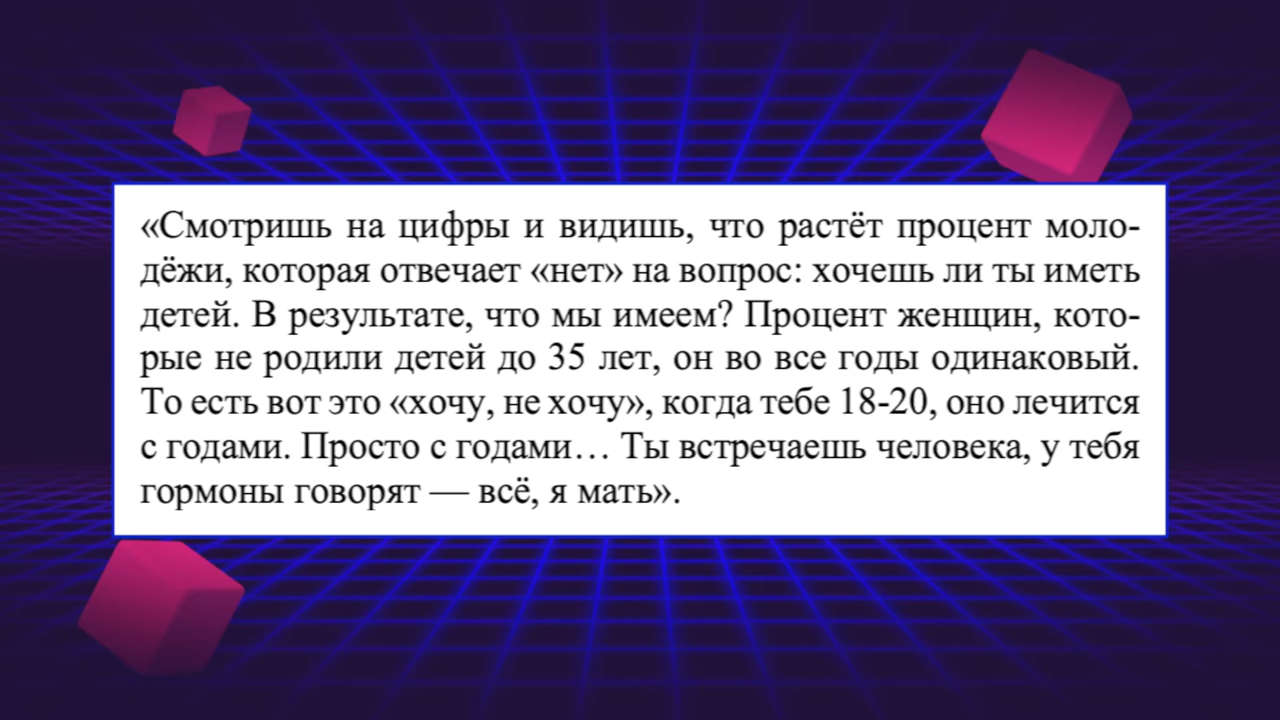 «Смотришь на цифры и видишь, что растёт процент моло-
дёжи, которая отвечает «нет» на вопрос: хочешь ли ты иметь
детей. В результате, что мы имеем? Процент женщин, кото-
рые не родили детей до 35 лет, он во все годы одинаковый.
То есть вот это «хочу, не хочу», когда тебе 18-20, оно лечится
с годами. Просто с годами… Ты встречаешь человека, у тебя
гормоны говорят — всё, я мать».